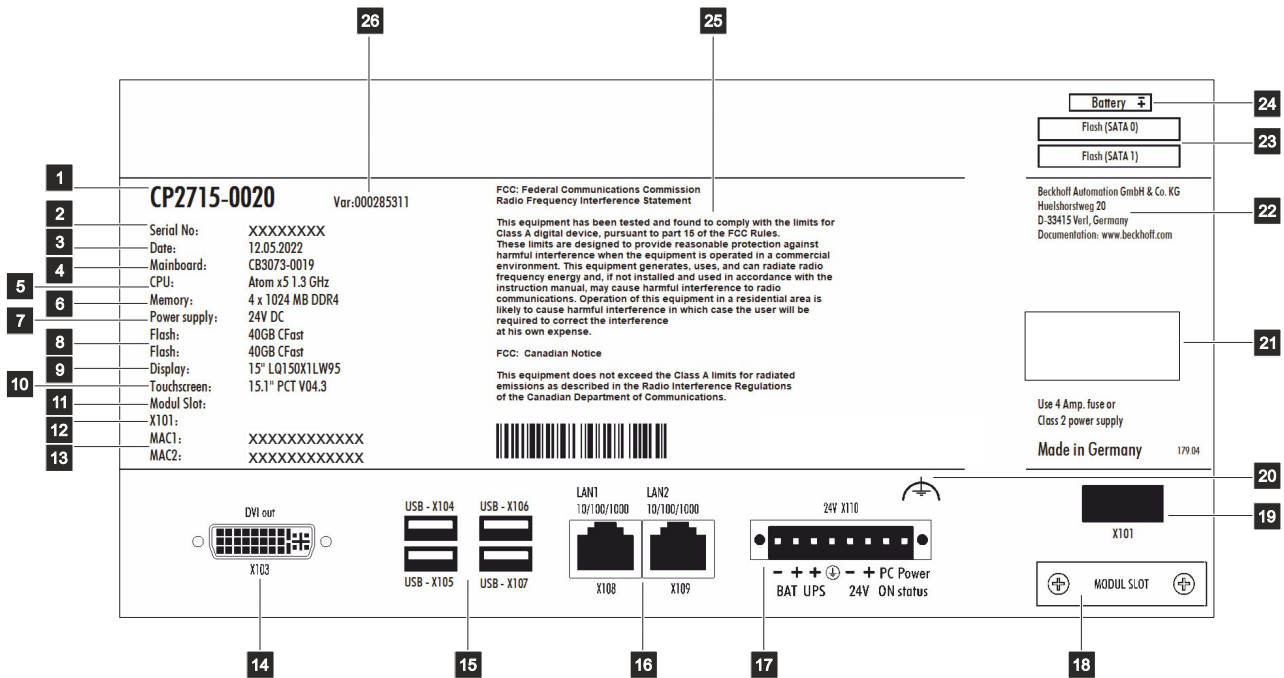 26
25
Battery
24
Flash (SATA 0)
23
Flash (SATA 1)
1
CP2715-0020
Var:000285311
2
Serial No: XXXXXXXX
3
Date: 12.05.2022
4
Mainboard: CB3073-0019
5
CPU: Atom x5 1.3 GHz
6
Memory: 4 x 1024 MB DDR4
7
Power supply: 24V DC
8
Flash: 40GB CFast
Flash: 40GB CFast
9
Display: 15" LQ150X1LW95
10
Touchscreen: 15.1" PCT V04.3
11
Modul Slot:
12
X101:
13
MAC1: XXXXXXXXXXXX
MAC2: XXXXXXXXXXXX
FCC: Federal Communications Commission
Radio Frequency Interference Statement
This equipment has been tested and found to comply with the limits for
Class A digital device, pursuant to part 15 of the FCC Rules.
These limits are designed to provide reasonable protection against
harmful interference when the equipment is operated in a commercial
environment. This equipment generates, uses, and can radiate radio
frequency energy and, if not installed and used in accordance with the
instruction manual, may cause harmful interference to radio
communications. Operation of this equipment in a residential area is
likely to cause harmful interference in which case the user will be
required to correct the interference
at his own expense.
FCC: Canadian Notice
This equipment does not exceed the Class A limits for radiated
emissions as described in the Radio Interference Regulations
of the Canadian Department of Communications.
Beckhoff Automation GmbH & Co. KG
Huelshorstweg 20
D-33415 Verl, Germany
Documentation: www.beckhoff.com
22
21
Use 4 Amp. fuse or
Class 2 power supply
Made in Germany 179.04
20
DVI out
X103
USB - X104 USB - X106
USB - X105 USB - X107
LAN1 LAN2
10/100/1000 10/100/1000
X108 X109
24V X110
- + + - + PC Power
BAT UPS 24V ON status
19
X101
MODUL SLOT
14
15
16
17
18